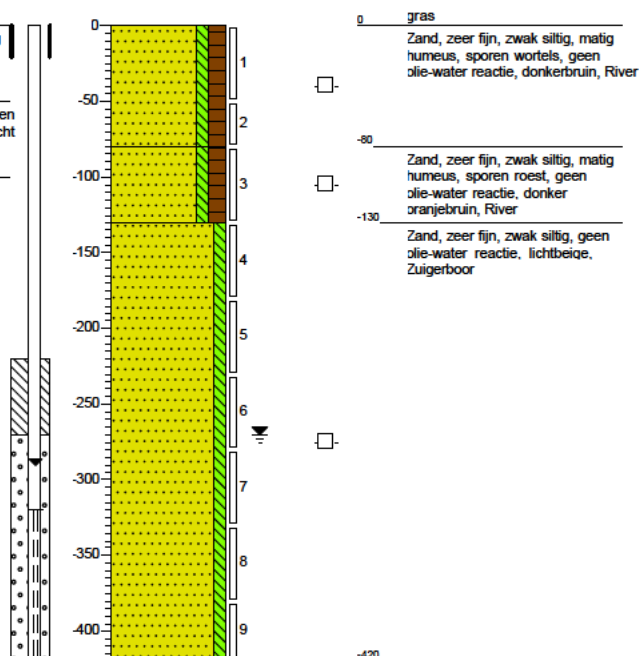 en
cht
0
-50
-100
-150
-200
-250
-300
-350
-400
1
2
3
4
5
6
7
8
9
0 gras
Zand, zeer fijn, zwak siltig, matig
humeus, sporen wortels, geen
olie-water reactie, donkerbruin, River
-80
Zand, zeer fijn, zwak siltig, matig
humeus, sporen roest, geen
olie-water reactie, donker
oranjebruin, River
-130
Zand, zeer fijn, zwak siltig, geen
olie-water reactie, lichtbeige,
Zuigerboor
-420